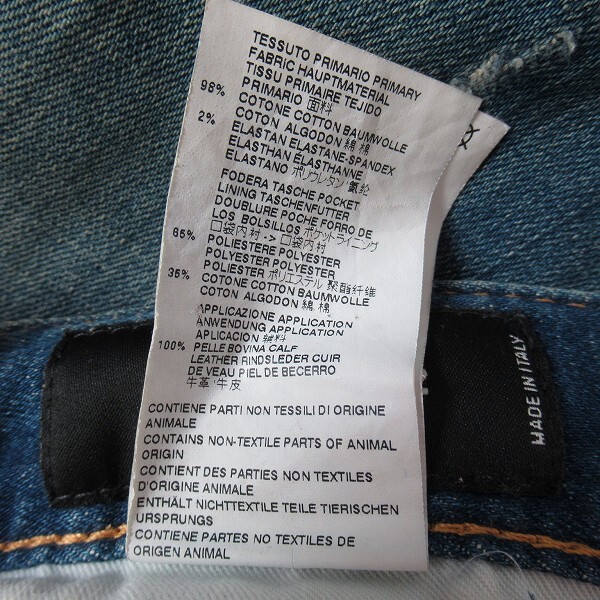 TESSUTO PRIMARIO PRIMARY
FABRIC HAUPTMATERIAL
TISSU PRIMAIRE TEJIDO
PRIMARIO 面料
98% COTONE COTTON BAUMWOLLE
COTON ALGODON 綿 棉
2% ELASTAN ELASTANE-SPANDEX
ELASTHAN ÉLASTHANNE
ELASTANO ポリウレタン 氨纶
FODERA TASCHE POCKET
LINING TASCHENFUTTER
DOUBLURE POCHE FORRO DE
LOS BOLSILLOS ポケットライニング
口袋内衬 -> 口袋内衬
65% POLIESTERE POLYESTER
POLYESTER POLYESTER
POLIESTER ポリエステル 聚酯纤维
35% COTONE COTTON BAUMWOLLE
COTON ALGODON 綿 棉
APPLICAZIONE APPLICATION
ANWENDUNG APPLICATION
APLICACION 辅料
100% PELLE BOVINA CALF
LEATHER RINDSLEDER CUIR
DE VEAU PIEL DE BECERRO
牛革 牛皮
CONTIENE PARTI NON TESSILI DI ORIGINE
ANIMALE
CONTAINS NON-TEXTILE PARTS OF ANIMAL
ORIGIN
CONTIENT DES PARTIES NON TEXTILES
D'ORIGINE ANIMALE
ENTHÄLT NICHTTEXTILE TEILE TIERISCHEN
URSPRUNGS
CONTIENE PARTES NO TEXTILES DE
ORIGEN ANIMAL
MADE IN ITALY